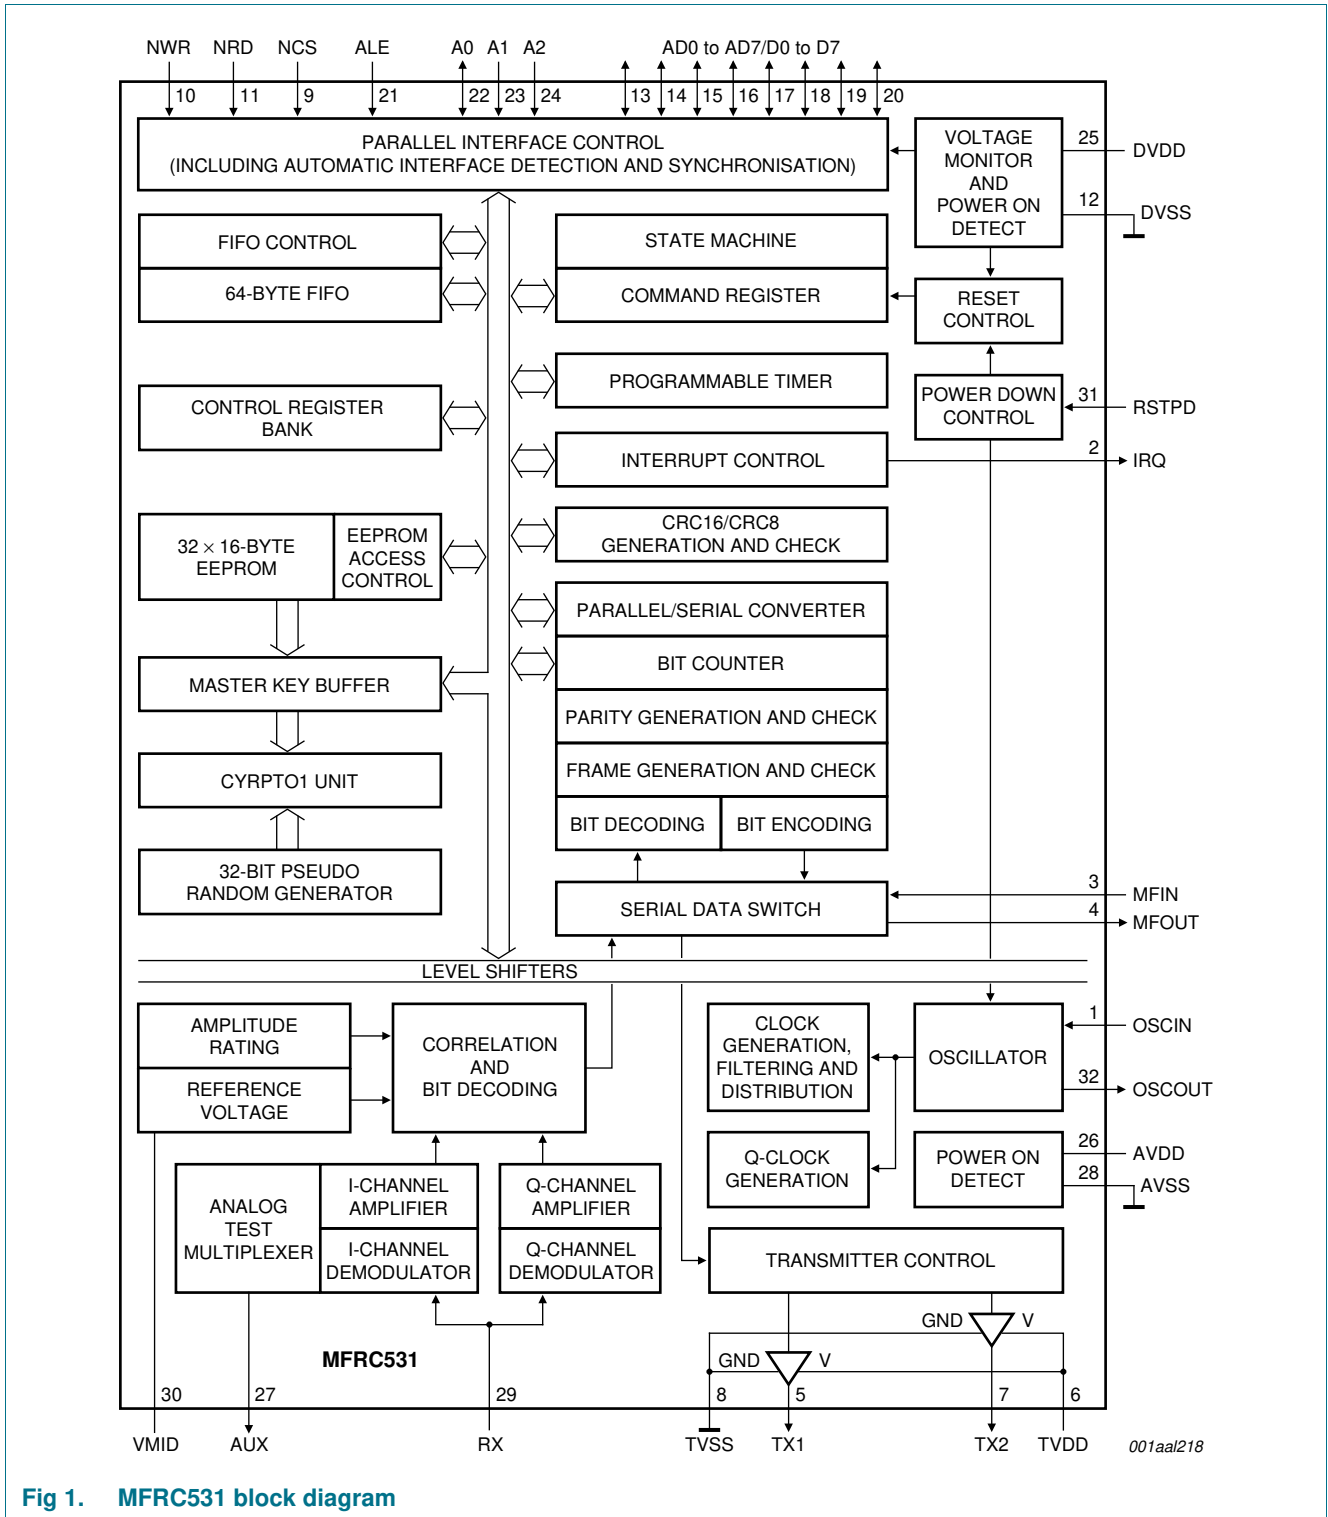 NWR NRD NCS ALE A0 A1 A2 AD0 to AD7/D0 to D7
10 11 9 21 22 23 24 13 14 15 16 17 18 19 20
PARALLEL INTERFACE CONTROL
(INCLUDING AUTOMATIC INTERFACE DETECTION AND SYNCHRONISATION)
VOLTAGE
MONITOR
AND
POWER ON
DETECT
25 DVDD
12 DVSS
FIFO CONTROL
64-BYTE FIFO
STATE MACHINE
COMMAND REGISTER
RESET
CONTROL
PROGRAMMABLE TIMER
CONTROL REGISTER
BANK
POWER DOWN
CONTROL
31 RSTPD
INTERRUPT CONTROL
2 IRQ
32 × 16-BYTE
EEPROM
EEPROM
ACCESS
CONTROL
CRC16/CRC8
GENERATION AND CHECK
PARALLEL/SERIAL CONVERTER
BIT COUNTER
MASTER KEY BUFFER
PARITY GENERATION AND CHECK
FRAME GENERATION AND CHECK
CYRPTO1 UNIT
BIT DECODING BIT ENCODING
32-BIT PSEUDO
RANDOM GENERATOR
SERIAL DATA SWITCH
3 MFIN
4 MFOUT
LEVEL SHIFTERS
AMPLITUDE
RATING
REFERENCE
VOLTAGE
CORRELATION
AND
BIT DECODING
CLOCK
GENERATION,
FILTERING AND
DISTRIBUTION
OSCILLATOR
1 OSCIN
32 OSCOUT
Q-CLOCK
GENERATION
POWER ON
DETECT
26 AVDD
28 AVSS
ANALOG
TEST
MULTIPLEXER
I-CHANNEL
AMPLIFIER
I-CHANNEL
DEMODULATOR
Q-CHANNEL
AMPLIFIER
Q-CHANNEL
DEMODULATOR
TRANSMITTER CONTROL
GND V
GND V
MFRC531
30 27 29 8 5 7 6
VMID AUX RX TVSS TX1 TX2 TVDD
001aal218
Fig 1. MFRC531 block diagram